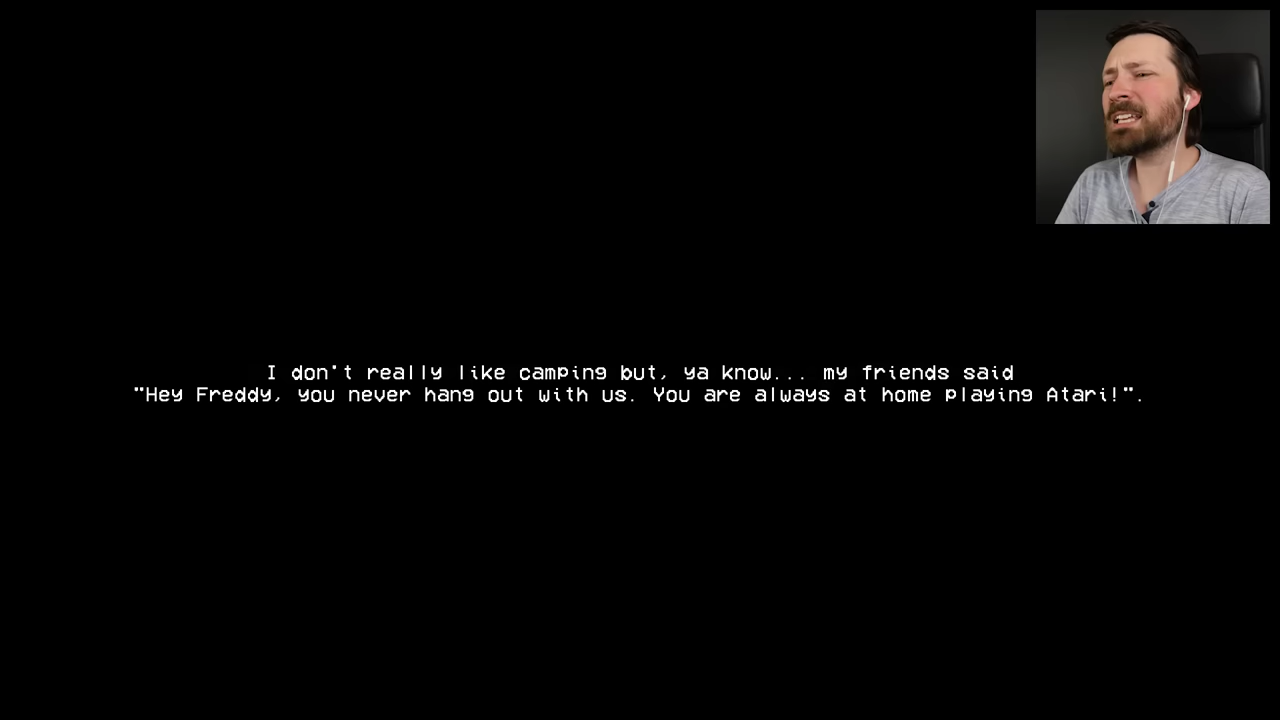 I don't really like camping but, ya know... my friends said
"Hey Freddy, you never hang out with us. You are always at home playing Atari!".